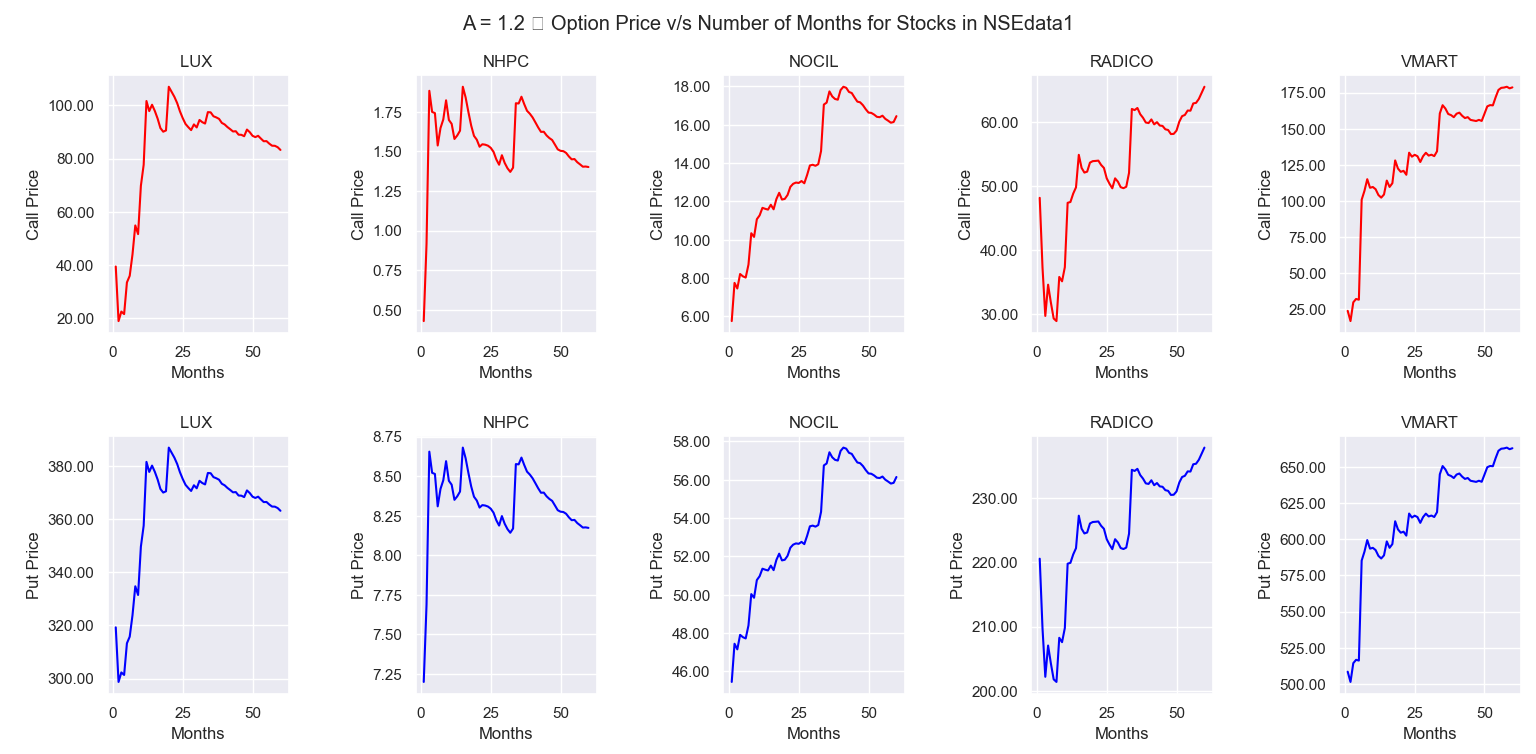 A = 1.2 □ Option Price v/s Number of Months for Stocks in NSEdata1
LUX NHPC NOCIL RADICO VMART
Call Price
100.00
80.00
60.00
40.00
20.00
0 25 50
Months
Call Price
1.75
1.50
1.25
1.00
0.75
0.50
0 25 50
Months
Call Price
18.00
16.00
14.00
12.00
10.00
8.00
6.00
0 25 50
Months
Call Price
60.00
50.00
40.00
30.00
0 25 50
Months
Call Price
175.00
150.00
125.00
100.00
75.00
50.00
25.00
0 25 50
Months
LUX NHPC NOCIL RADICO VMART
Put Price
380.00
360.00
340.00
320.00
300.00
0 25 50
Months
Put Price
8.75
8.50
8.25
8.00
7.75
7.50
7.25
0 25 50
Months
Put Price
58.00
56.00
54.00
52.00
50.00
48.00
46.00
0 25 50
Months
Put Price
230.00
220.00
210.00
200.00
0 25 50
Months
Put Price
650.00
625.00
600.00
575.00
550.00
525.00
500.00
0 25 50
Months